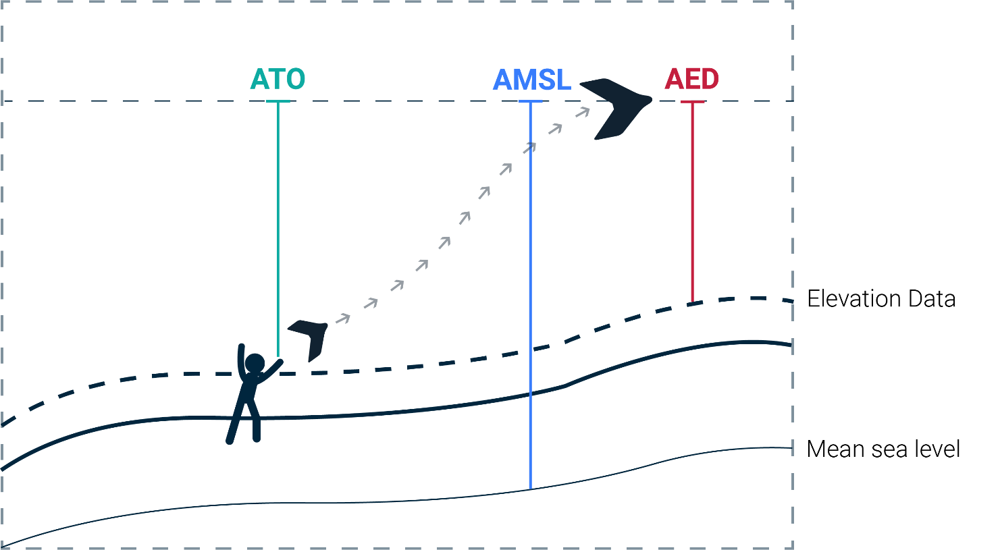 ATO
AMSL
AED
Elevation Data
Mean sea level